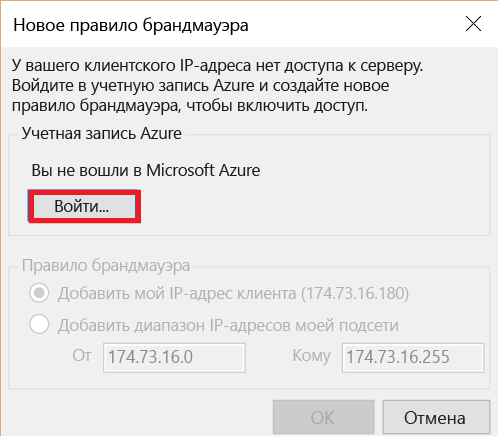 Новое правило брандмауэра
У вашего клиентского IP-адреса нет доступа к серверу.
Войдите в учетную запись Azure и создайте новое
правило брандмауэра, чтобы включить доступ.
Учетная запись Azure
Вы не вошли в Microsoft Azure
Войти...
Правило брандмауэра
Добавить мой IP-адрес клиента (174.73.16.180)
Добавить диапазон IP-адресов моей подсети
От 174.73.16.0 Кому 174.73.16.255
ОК Отмена